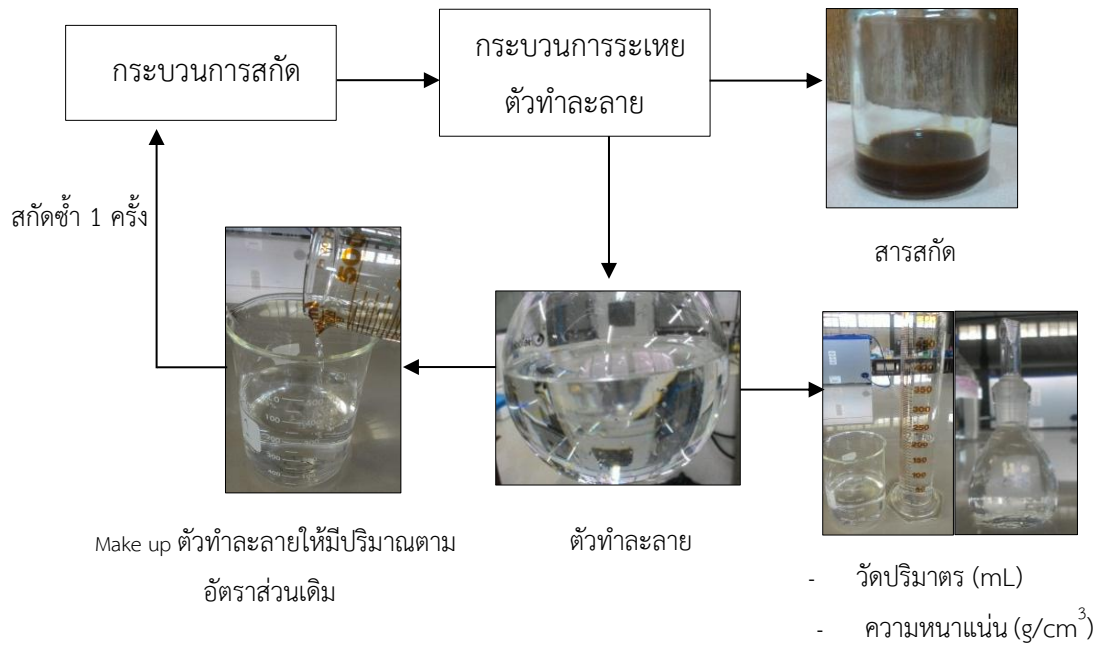 กระบวนการสกัด
กระบวนการระเหย
ตัวทำละลาย
สกัดซ้ำ 1 ครั้ง
สารสกัด
Make up ตัวทำละลายให้มีปริมาณตาม
อัตราส่วนเดิม
ตัวทำละลาย
- วัดปริมาตร (mL)
- ความหนาแน่น (g/cm³)